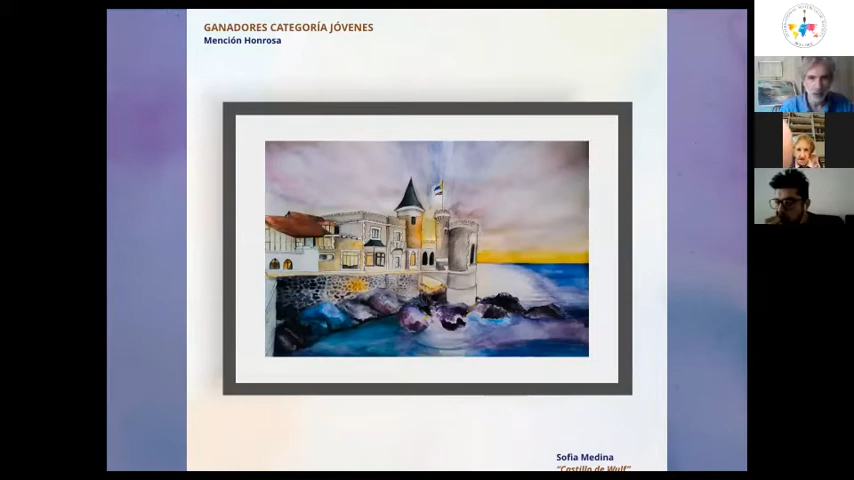 GANADORES CATEGORÍA JÓVENES
Mención Honrosa
Sofia Medina
"Castillo de Wulf"